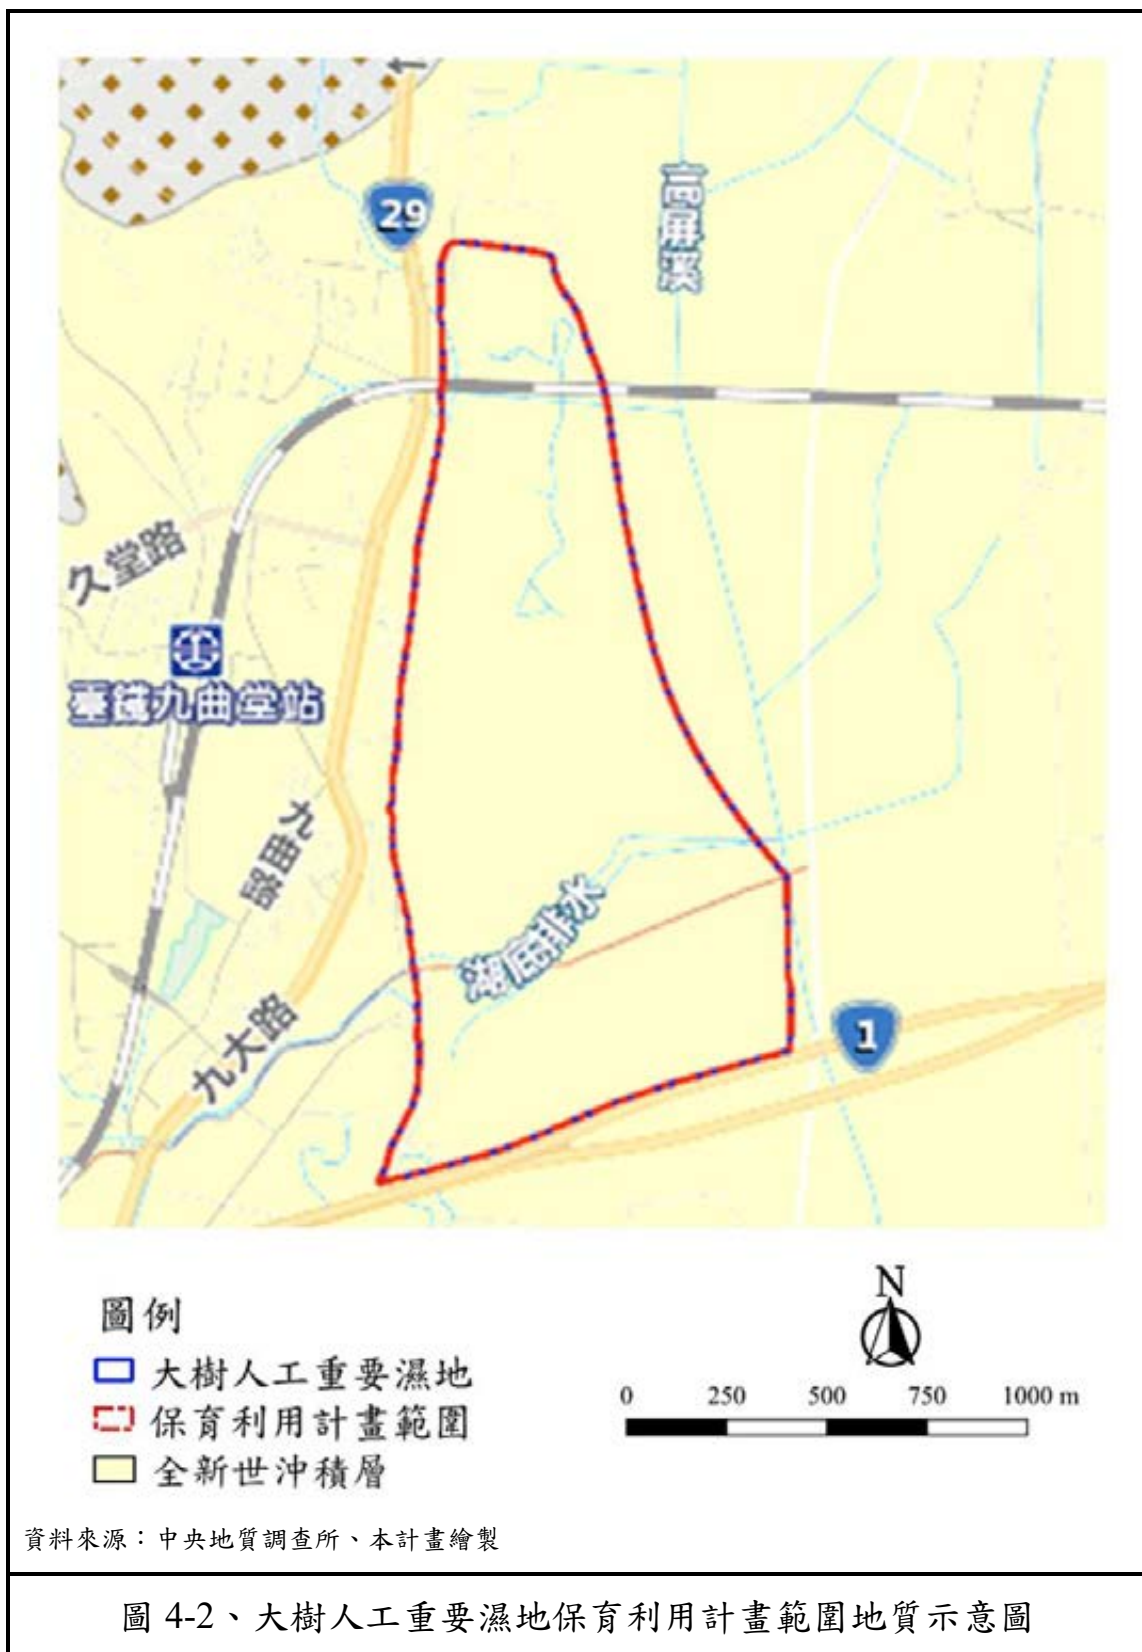 29
高屏溪
久堂路
臺鐵九曲堂站
九曲路
湖底排水
九大路
1
圖例
大樹人工重要濕地
保育利用計畫範圍
全新世沖積層
N
0 250 500 750 1000 m
資料來源：中央地質調查所、本計畫繪製
圖 4-2、大樹人工重要濕地保育利用計畫範圍地質示意圖